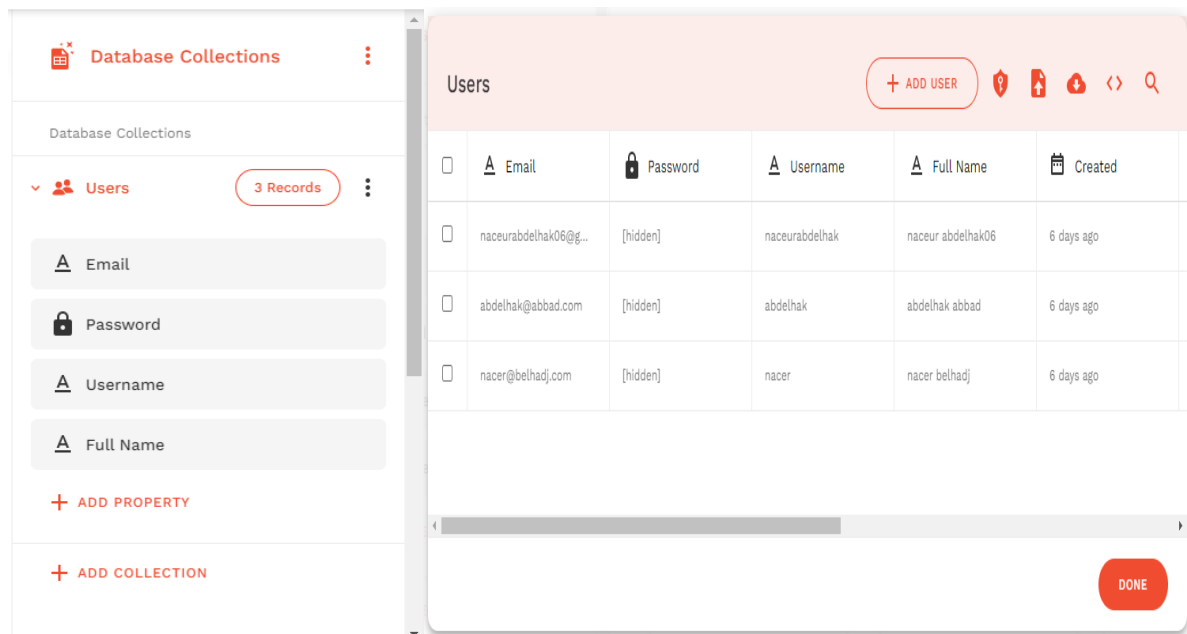 Database Collections
Database Collections
Users 3 Records
Email
Password
Username
Full Name
+ ADD PROPERTY
+ ADD COLLECTION
Users + ADD USER
Email Password Username Full Name Created
naceurabdelhak06@g... [hidden] naceurabdelhak naceur abdelhak06 6 days ago
abdelhak@abbad.com [hidden] abdelhak abdelhak abbad 6 days ago
nacer@belhadj.com [hidden] nacer nacer belhadj 6 days ago
DONE